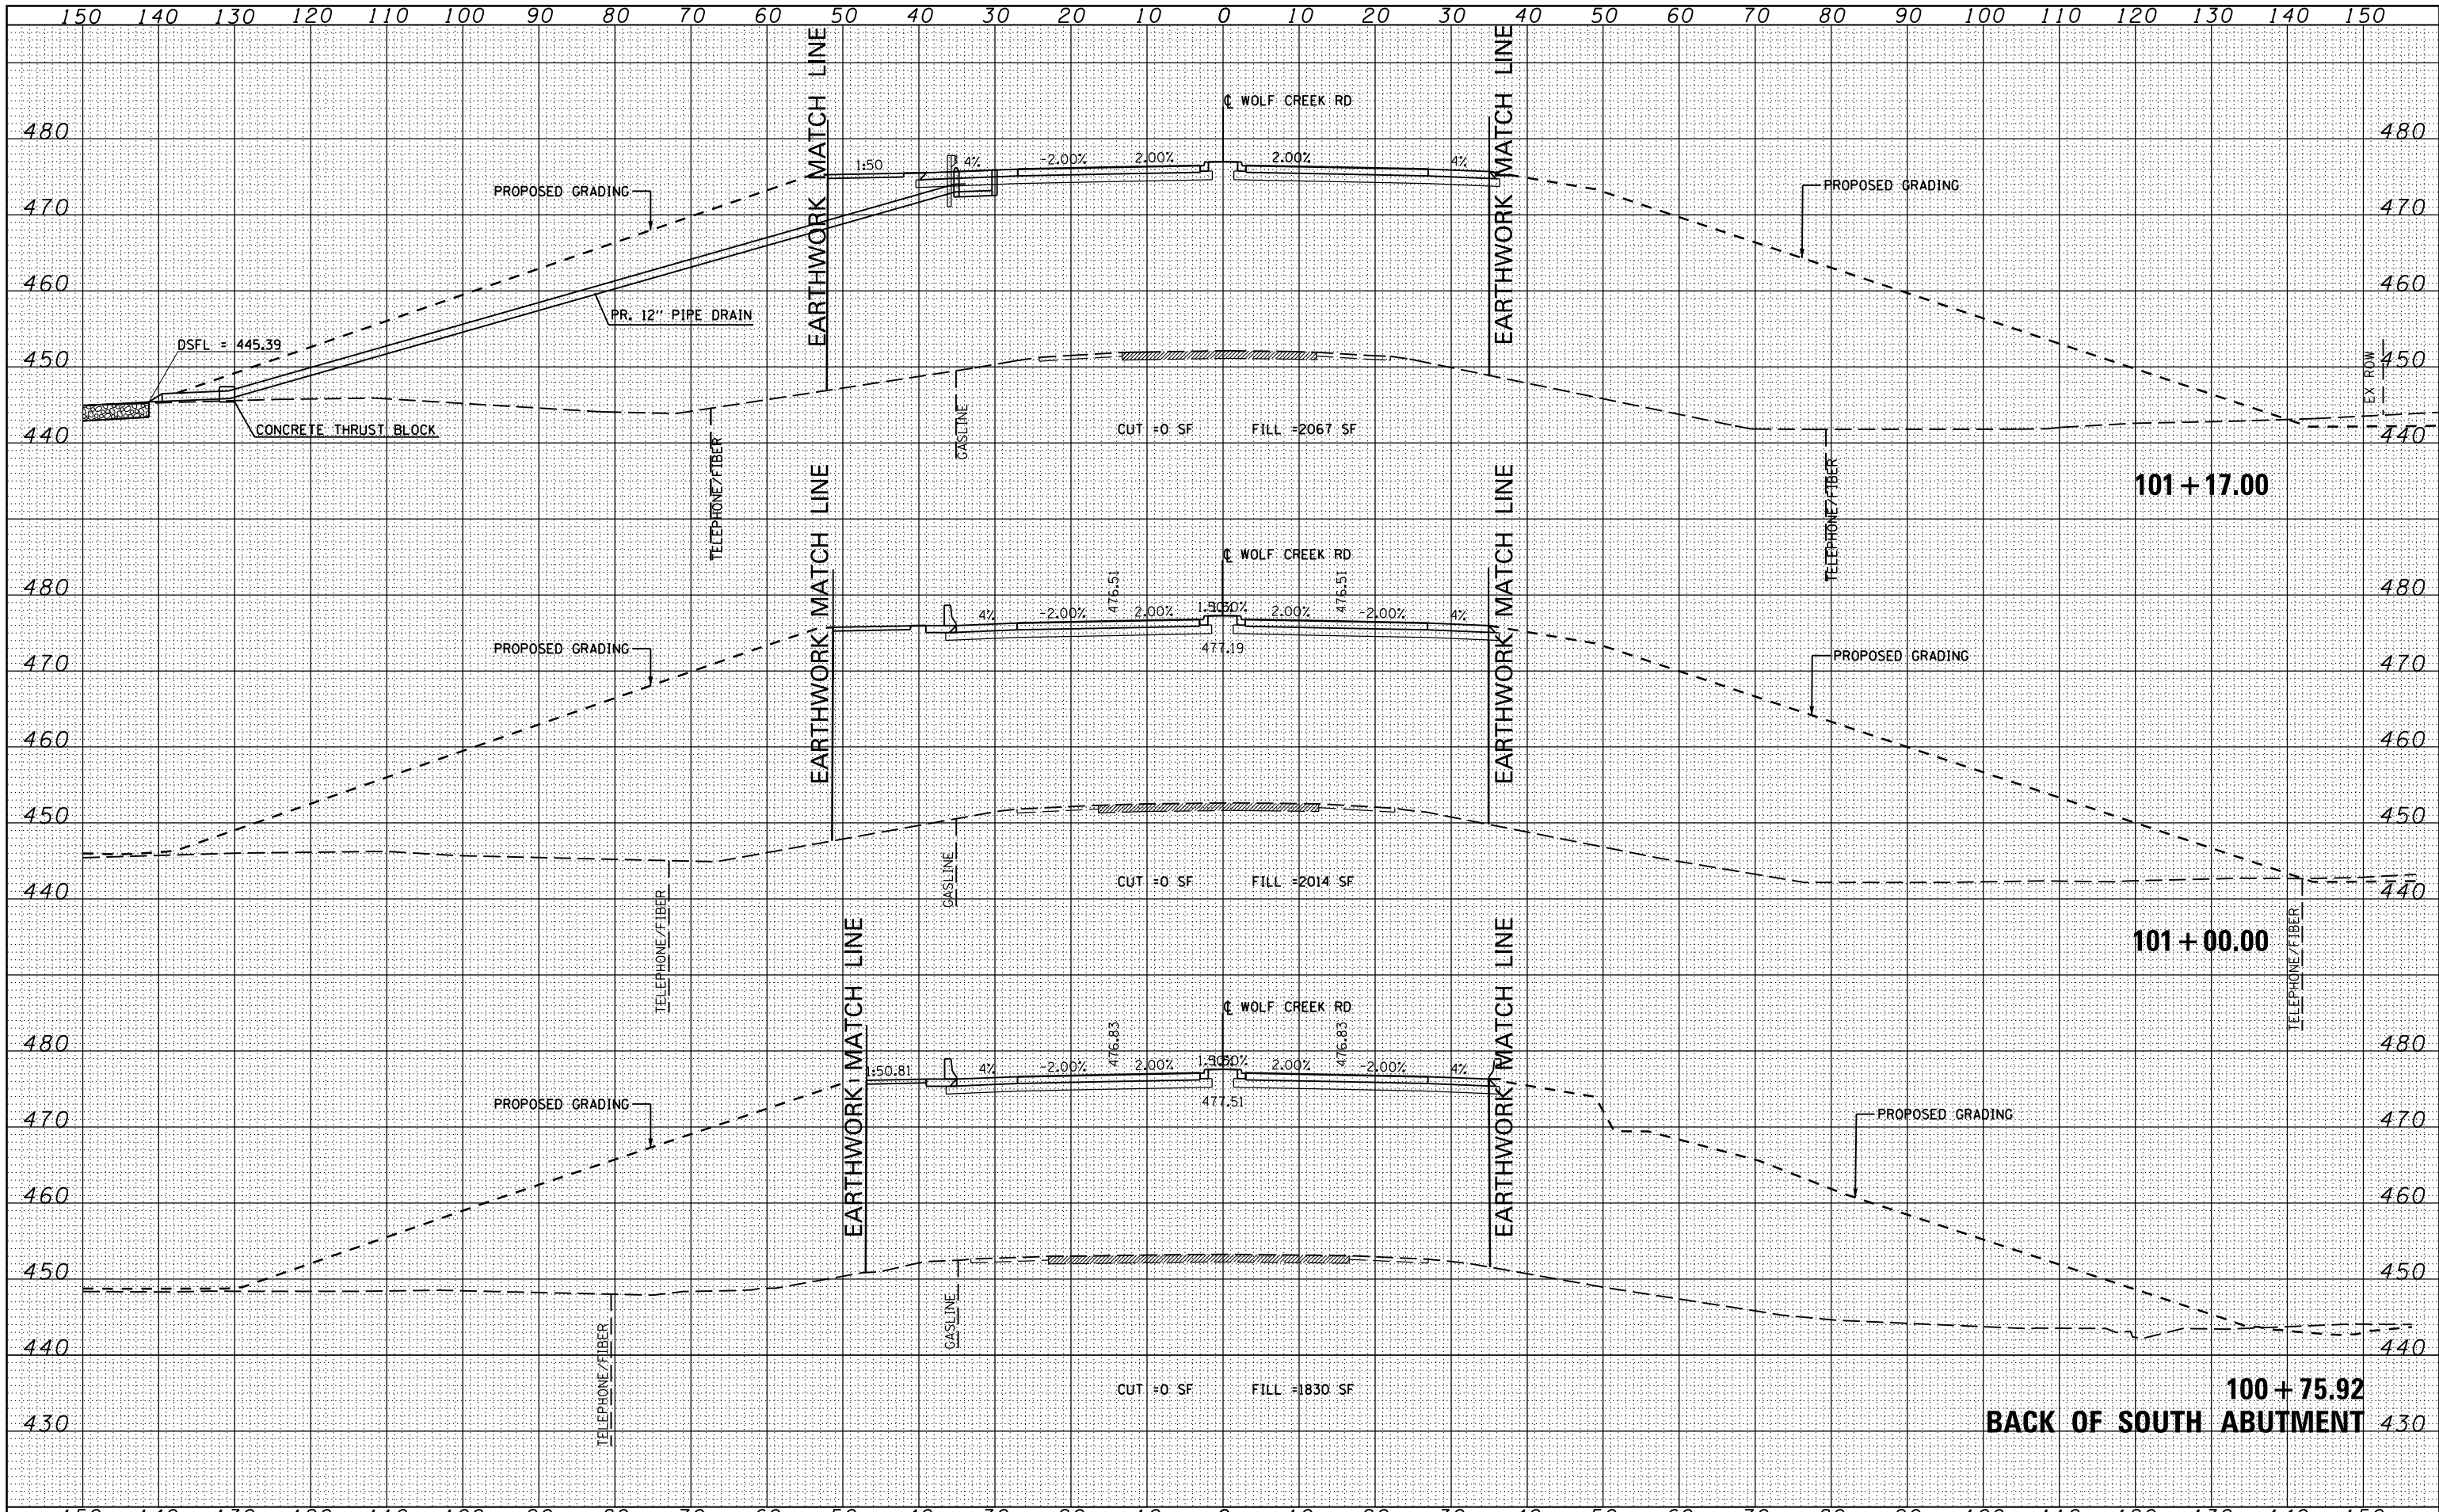 150 140 130 120 110 100 90 80 70 60 50 40 30 20 10 0 10 20 30 40 50 60 70 80 90 100 110 120 130 140 150
EARTHWORK MATCH LINE
EARTHWORK MATCH LINE
℄ WOLF CREEK RD
480 480
1:50 4% -2.00% 2.00% 2.00% 4%
PROPOSED GRADING
PROPOSED GRADING
470 470
460 460
PR. 12" PIPE DRAIN
DSFL = 445.39
450 450
EX ROW
CONCRETE THRUST BLOCK
GASLINE
CUT =0 SF FILL =2067 SF
440 440
TELEPHONE/FIBER
TELEPHONE/FIBER
101+17.00
EARTHWORK MATCH LINE
EARTHWORK MATCH LINE
℄ WOLF CREEK RD
480 480
476.51 476.51
4% -2.00% 2.00% 2.00% -2.00% 4%
477.19
PROPOSED GRADING
PROPOSED GRADING
470 470
460 460
450 450
GASLINE
CUT =0 SF FILL =2014 SF
440 440
TELEPHONE/FIBER
TELEPHONE/FIBER
101+00.00
EARTHWORK MATCH LINE
EARTHWORK MATCH LINE
℄ WOLF CREEK RD
480 480
476.83 476.83
1:50.81 4% -2.00% 2.00% 2.00% -2.00% 4%
477.51
PROPOSED GRADING
PROPOSED GRADING
470 470
460 460
450 450
GASLINE
TELEPHONE/FIBER
440 440
CUT =0 SF FILL =1830 SF
100+75.92
BACK OF SOUTH ABUTMENT
430 430